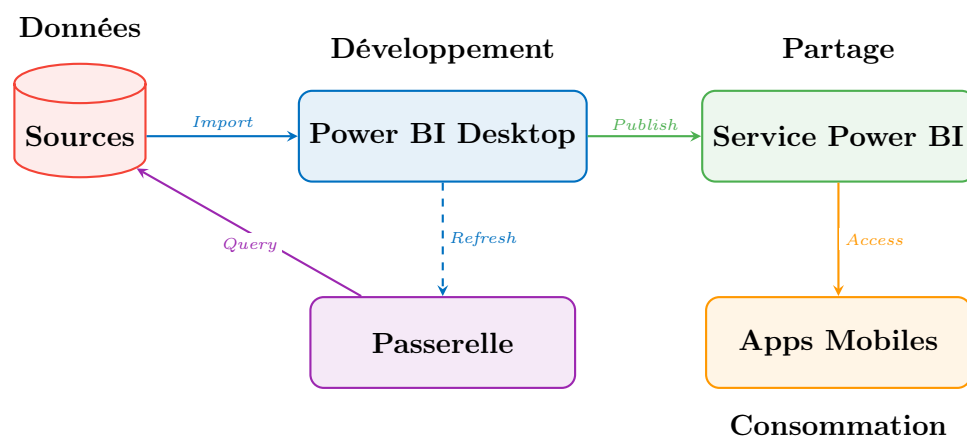 Données
Développement
Partage
Sources
Import
Power BI Desktop
Publish
Service Power BI
Query
Refresh
Access
Passerelle
Apps Mobiles
Consommation